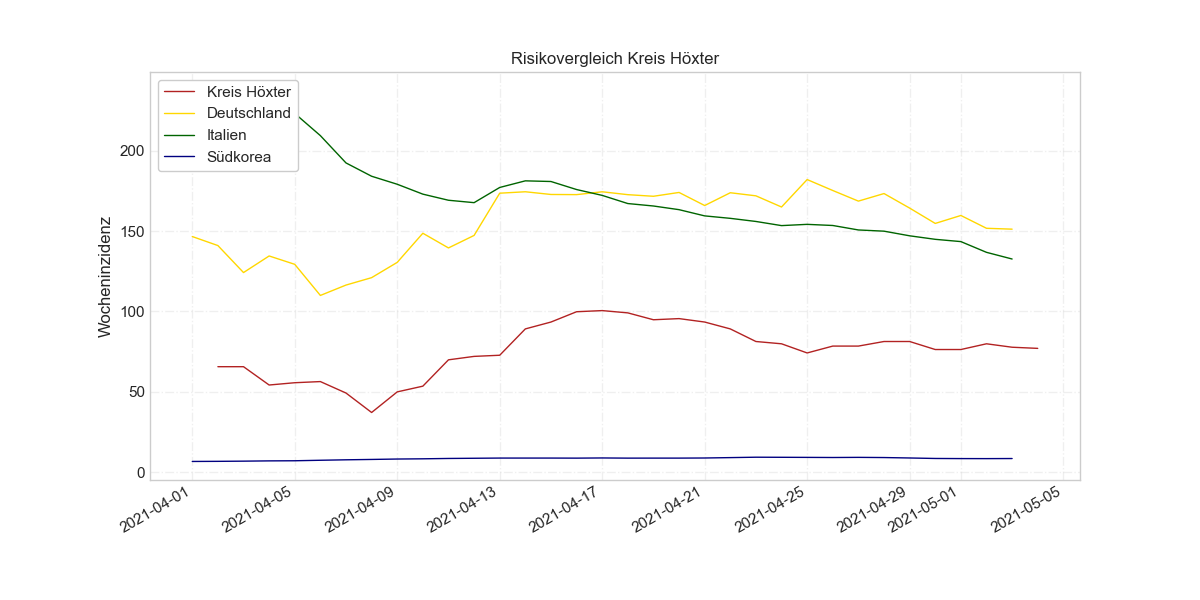 Risikovergleich Kreis Höxter
Kreis Höxter
Deutschland
Italien
Südkorea
Wocheninzidenz
200
150
100
50
0
2021-04-01
2021-04-05
2021-04-09
2021-04-13
2021-04-17
2021-04-21
2021-04-25
2021-04-29
2021-05-01
2021-05-05